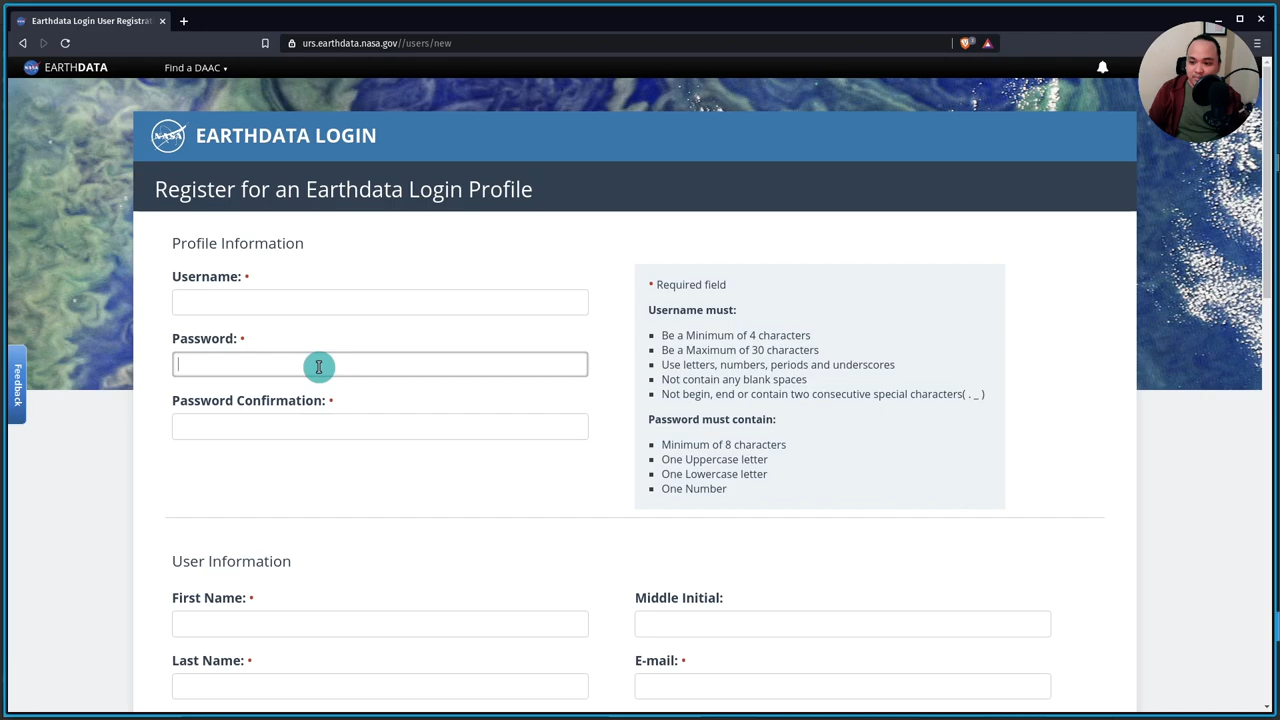 Earthdata Login User Registrat
urs.earthdata.nasa.gov//users/new
3
NASA EARTHDATA
Find a DAAC
NASA
EARTHDATA LOGIN
Register for an Earthdata Login Profile
Profile Information
Username: •
Password: •
Password Confirmation: •
• Required field
Username must:
Be a Minimum of 4 characters
Be a Maximum of 30 characters
Use letters, numbers, periods and underscores
Not contain any blank spaces
Not begin, end or contain two consecutive special characters( . _ )
Password must contain:
Minimum of 8 characters
One Uppercase letter
One Lowercase letter
One Number
Feedback
User Information
First Name: •
Middle Initial:
Last Name: •
E-mail: •